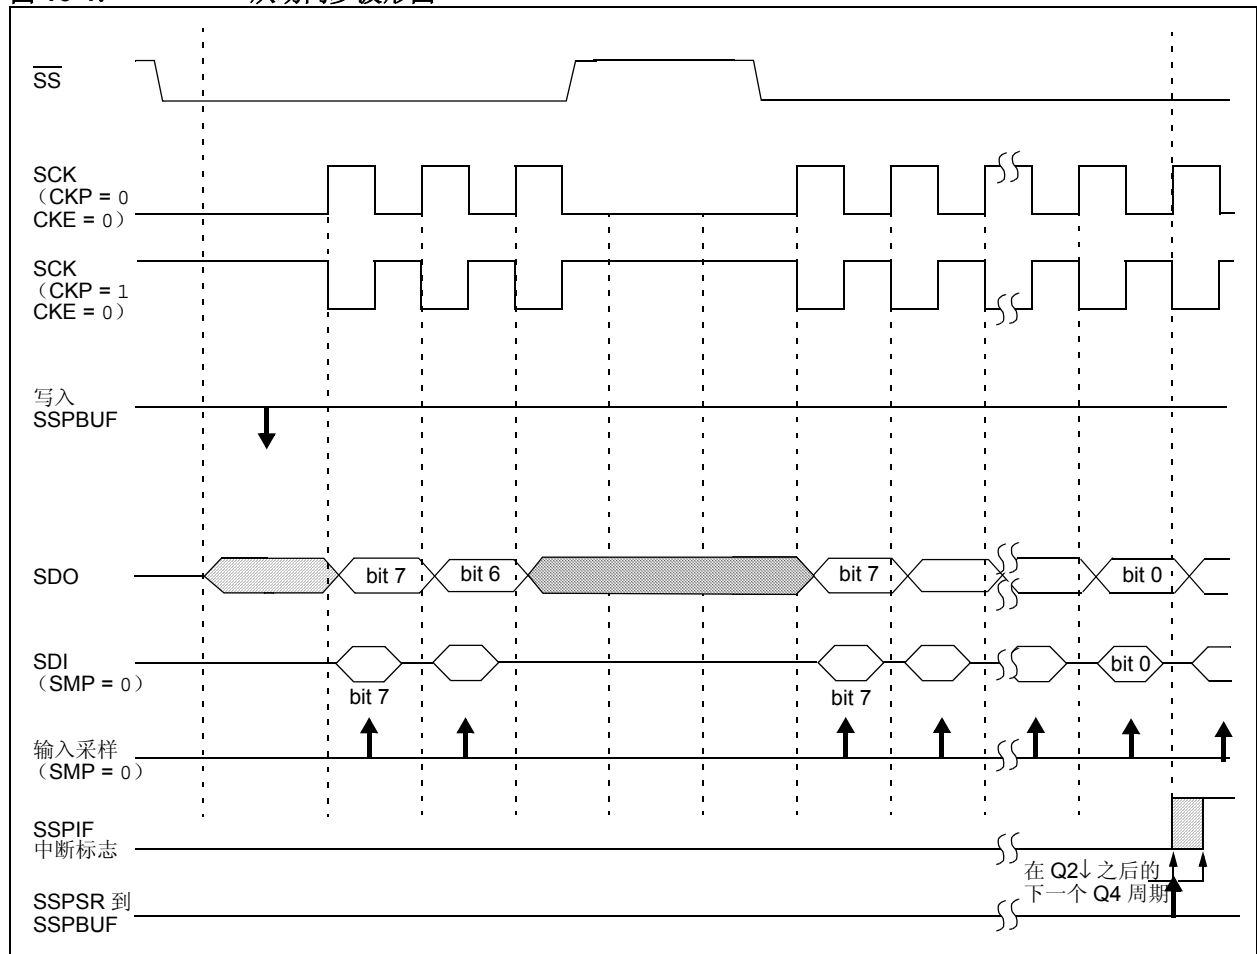 SS
SCK
（CKP = 0
CKE = 0）
SCK
（CKP = 1
CKE = 0）
写入
SSPBUF
SDO
bit 7
bit 6
bit 7
bit 0
SDI
（SMP = 0）
bit 7
bit 7
bit 0
输入采样
（SMP = 0）
SSPIF
中断标志
在 Q2↓ 之后的
下一个 Q4 周期
SSPSR 到
SSPBUF